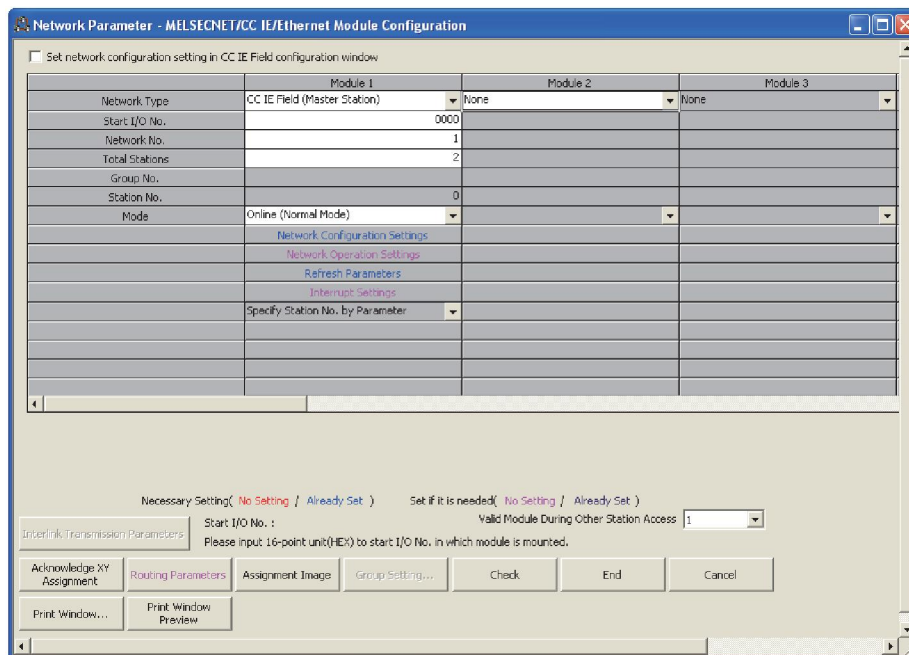 Network Parameter - MELSECNET/CC IE/Ethernet Module Configuration
Set network configuration setting in CC IE Field configuration window
Module 1 Module 2 Module 3
Network Type CC IE Field (Master Station) None None
Start I/O No. 0000
Network No. 1
Total Stations 2
Group No.
Station No. 0
Mode Online (Normal Mode)
Network Configuration Settings
Network Operation Settings
Refresh Parameters
Interrupt Settings
Specify Station No. by Parameter
Necessary Setting( No Setting / Already Set ) Set if it is needed( No Setting / Already Set )
Interlink Transmission Parameters Start I/O No. : Valid Module During Other Station Access 1
Please input 16-point unit(HEX) to start I/O No. in which module is mounted.
Acknowledge XY
Assignment Routing Parameters Assignment Image Group Setting... Check End Cancel
Print Window... Print Window
Preview